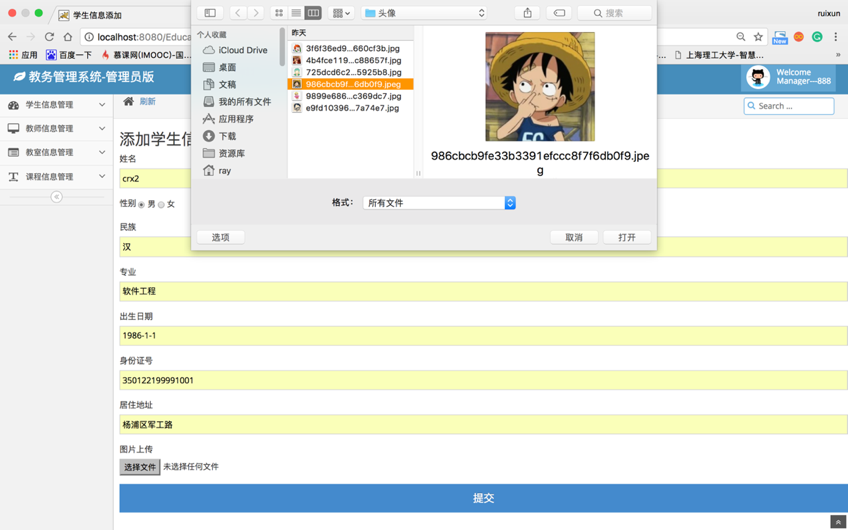 学生信息添加
ruixun
localhost:8080/Educa
应用
百度一下
慕课网(IMOOC)-国...
上海理工大学-智慧...
New
头像
搜索
教务管理系统-管理员版
Welcome
Manager---888
学生信息管理
教师信息管理
教室信息管理
课程信息管理
刷新
Search ...
个人收藏
iCloud Drive
桌面
文稿
我的所有文件
应用程序
下载
资源库
ray
昨天
3f6f36ed9...660cf3b.jpg
4b4fce119...c88657f.jpg
725dcd6c2...5925b8.jpg
986cbcb9f...6db0f9.jpeg
9899e686...c369dc7.jpg
e9fd10396...7a74e7.jpg
986cbcb9fe33b3391efccc8f7f6db0f9.jpe
g
格式：
所有文件
选项
取消
打开
添加学生信
姓名
crx2
性别 男 女
民族
汉
专业
软件工程
出生日期
1986-1-1
身份证号
350122199991001
居住地址
杨浦区军工路
图片上传
选择文件 未选择任何文件
提交